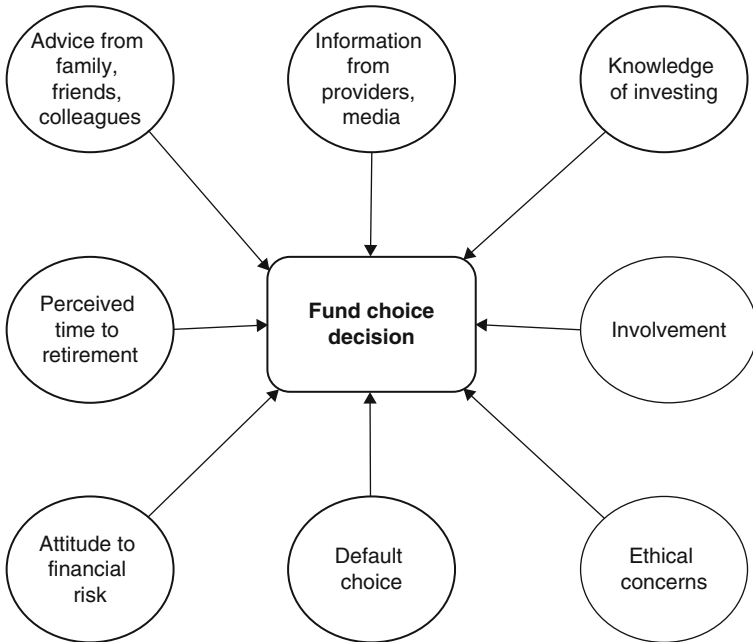 Advice from
family,
friends,
colleagues
Information
from
providers,
media
Knowledge
of investing
Perceived
time to
retirement
Fund choice
decision
Involvement
Attitude to
financial
risk
Default
choice
Ethical
concerns